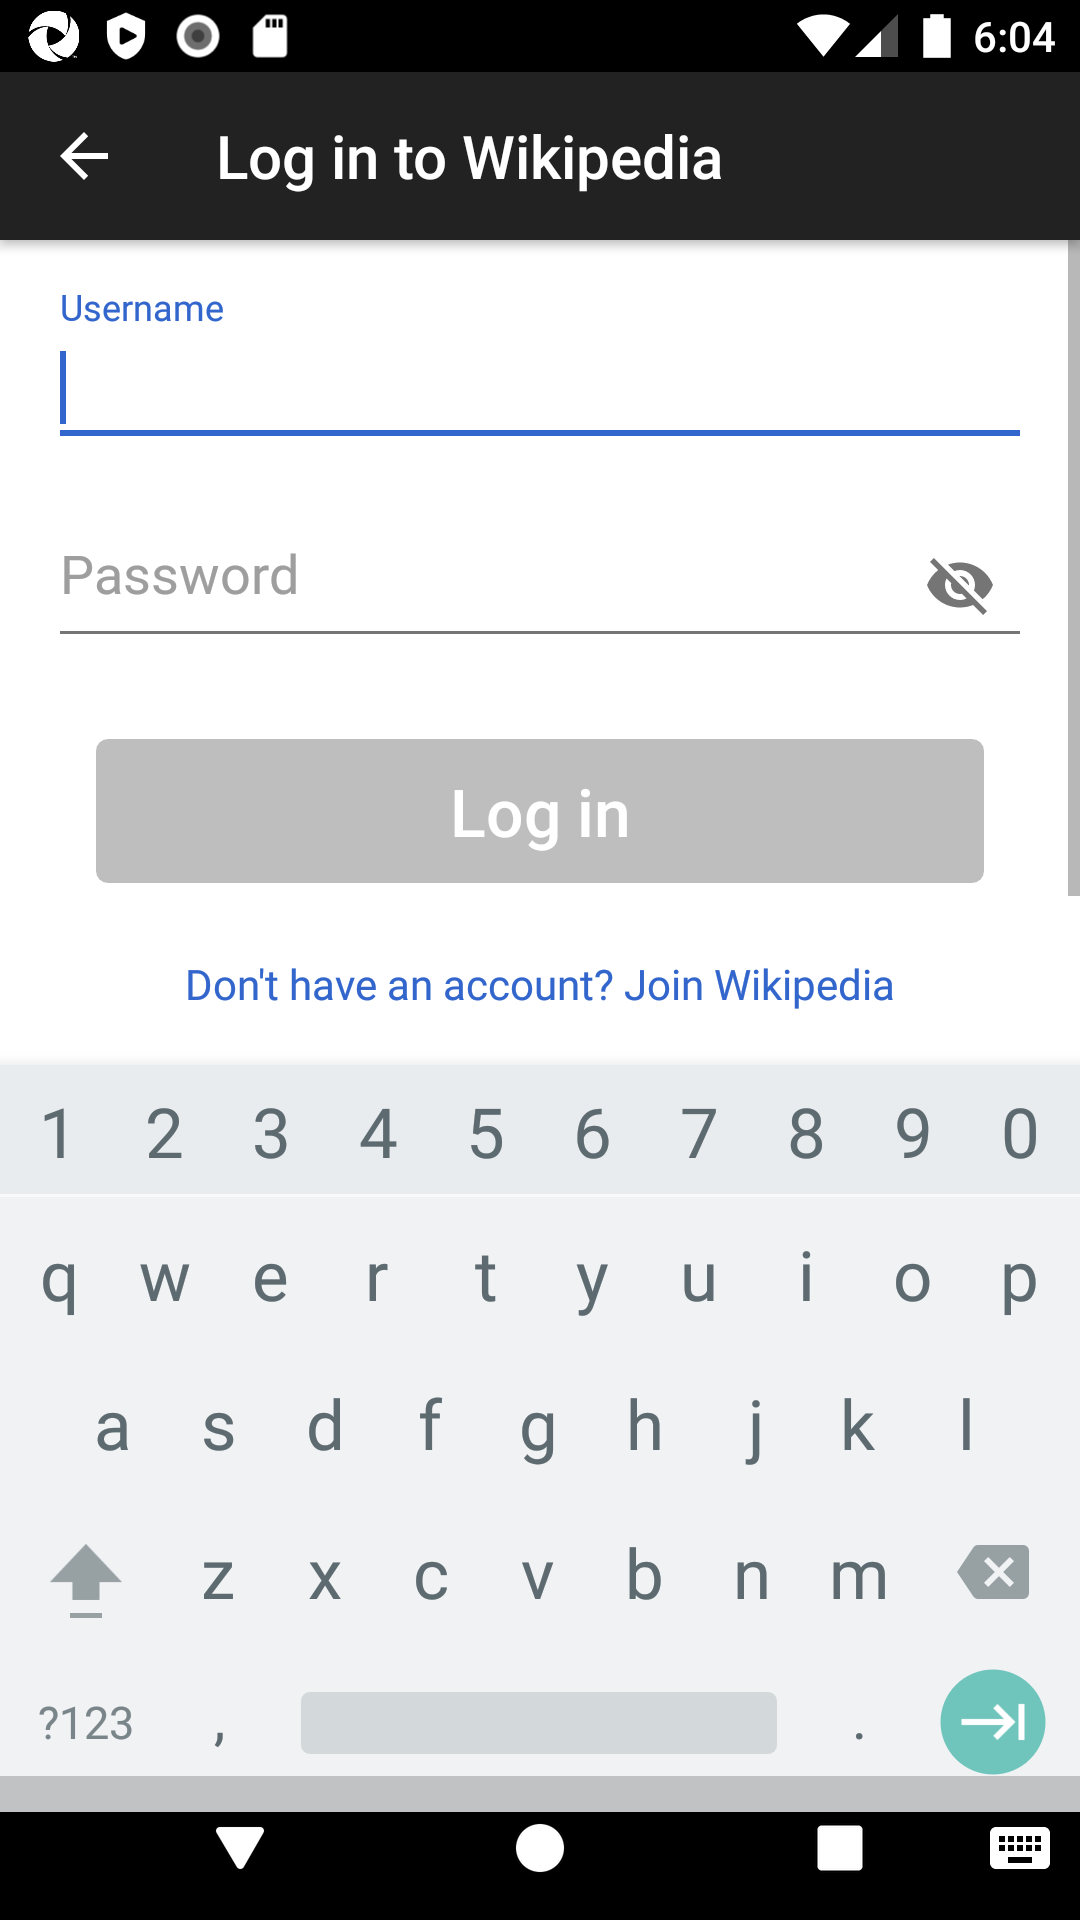 6:04
Log in to Wikipedia
Username
Password
Log in
Don't have an account? Join Wikipedia
1 2 3 4 5 6 7 8 9 0
q w e r t y u i o p
a s d f g h j k l
z x c v b n m
?123 , .